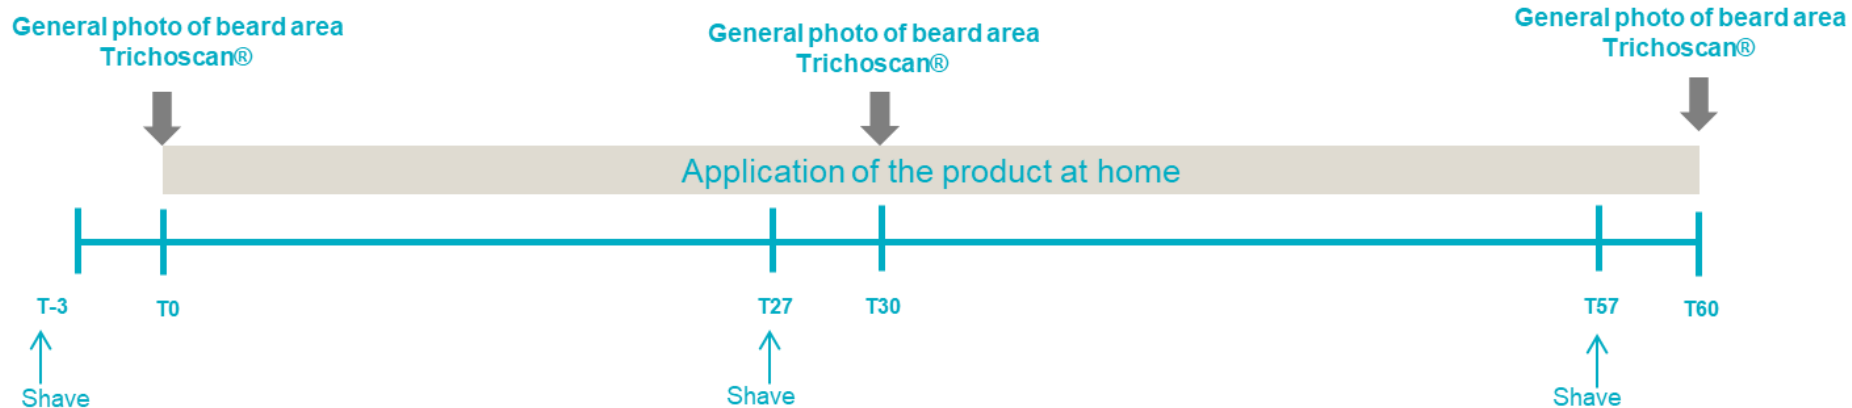 General photo of beard area
Trichoscan®
General photo of beard area
Trichoscan®
General photo of beard area
Trichoscan®
Application of the product at home
T-3
T0
T27
T30
T57
T60
Shave
Shave
Shave